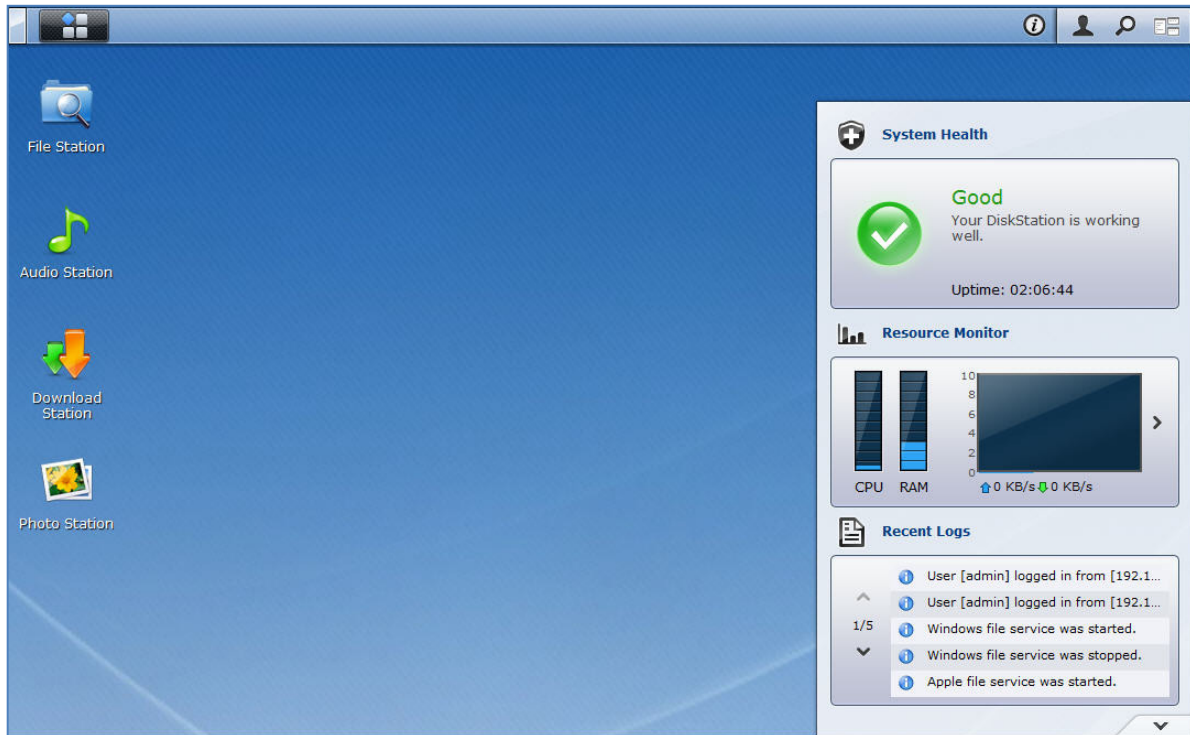 File Station
Audio Station
Download
Station
Photo Station
System Health
Good
Your DiskStation is working
well.
Uptime: 02:06:44
Resource Monitor
10
8
6
4
2
0
CPU RAM
0 KB/s 0 KB/s
Recent Logs
User [admin] logged in from [192.1...
User [admin] logged in from [192.1...
1/5
Windows file service was started.
Windows file service was stopped.
Apple file service was started.